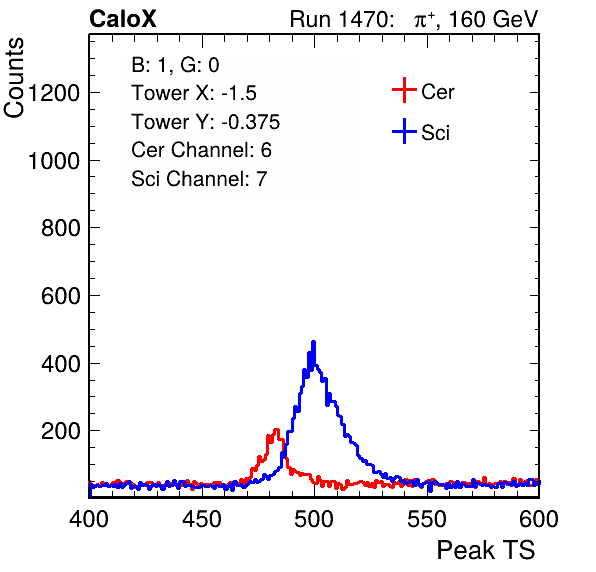 CaloX Run 1470: π⁺, 160 GeV
Counts
B: 1, G: 0
Tower X: -1.5
Tower Y: -0.375
Cer Channel: 6
Sci Channel: 7
Cer
Sci
1200
1000
800
600
400
200
400 450 500 550 600
Peak TS